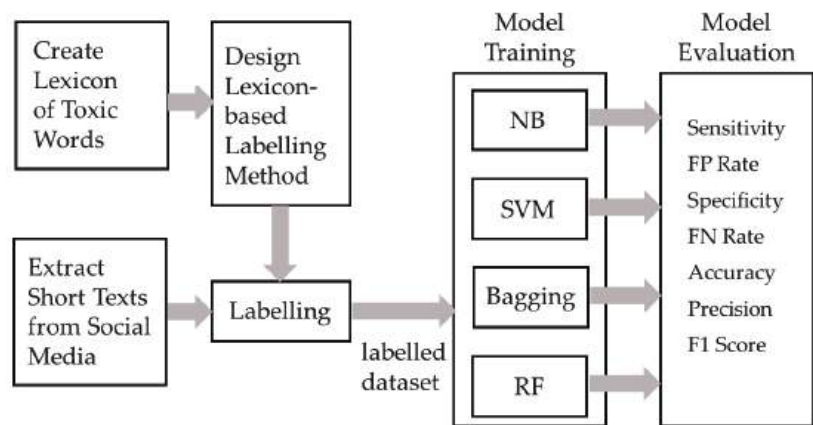 Create
Lexicon
of Toxic
Words
Design
Lexicon-
based
Labelling
Method
Extract
Short Texts
from Social
Media
Labelling
labelled
dataset
Model
Training
NB
SVM
Bagging
RF
Model
Evaluation
Sensitivity
FP Rate
Specificity
FN Rate
Accuracy
Precision
F1 Score